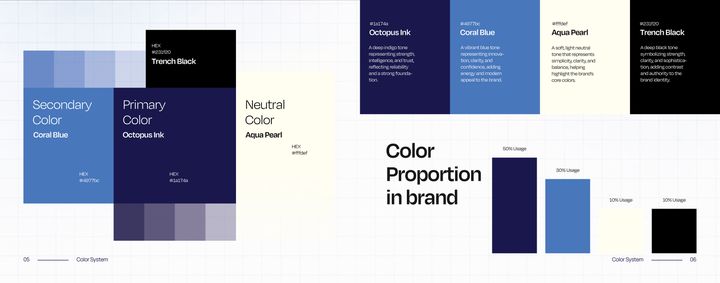 HEX
#231f20
Trench Black
Secondary
Color
Coral Blue
HEX
#4977bc
Primary
Color
Octopus Ink
HEX
#1a174a
Neutral
Color
Aqua Pearl
HEX
#fffdef
05
Color System
#1a174a
Octopus Ink
A deep indigo tone
representing strength,
intelligence, and trust,
reflecting reliability
and a strong founda-
tion.
#4977bc
Coral Blue
A vibrant blue tone
representing innova-
tion, clarity, and
confidence, adding
energy and modern
appeal to the brand.
#fffdef
Aqua Pearl
A soft, light neutral
tone that represents
simplicity, clarity, and
balance, helping
highlight the brand's
core colors.
#231f20
Trench Black
A deep black tone
symbolizing strength,
clarity, and sophistica-
tion, adding contrast
and authority to the
brand identity.
Color
Proportion
in brand
50% Usage
30% Usage
10% Usage
10% Usage
Color System
06